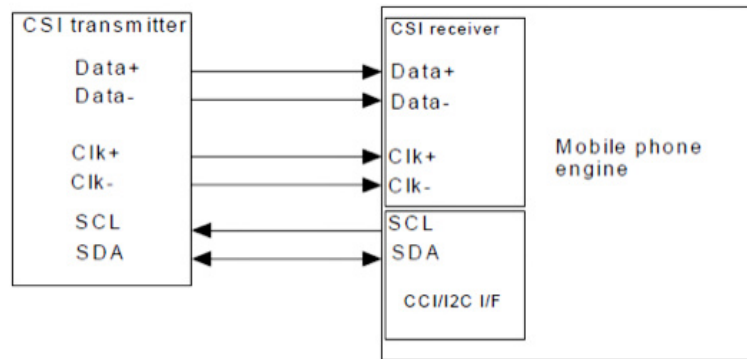 CSI transmitter
Data+
Data-
Clk+
Clk-
SCL
SDA
CSI receiver
Data+
Data-
Clk+
Clk-
SCL
SDA
CCI/I2C I/F
Mobile phone
engine